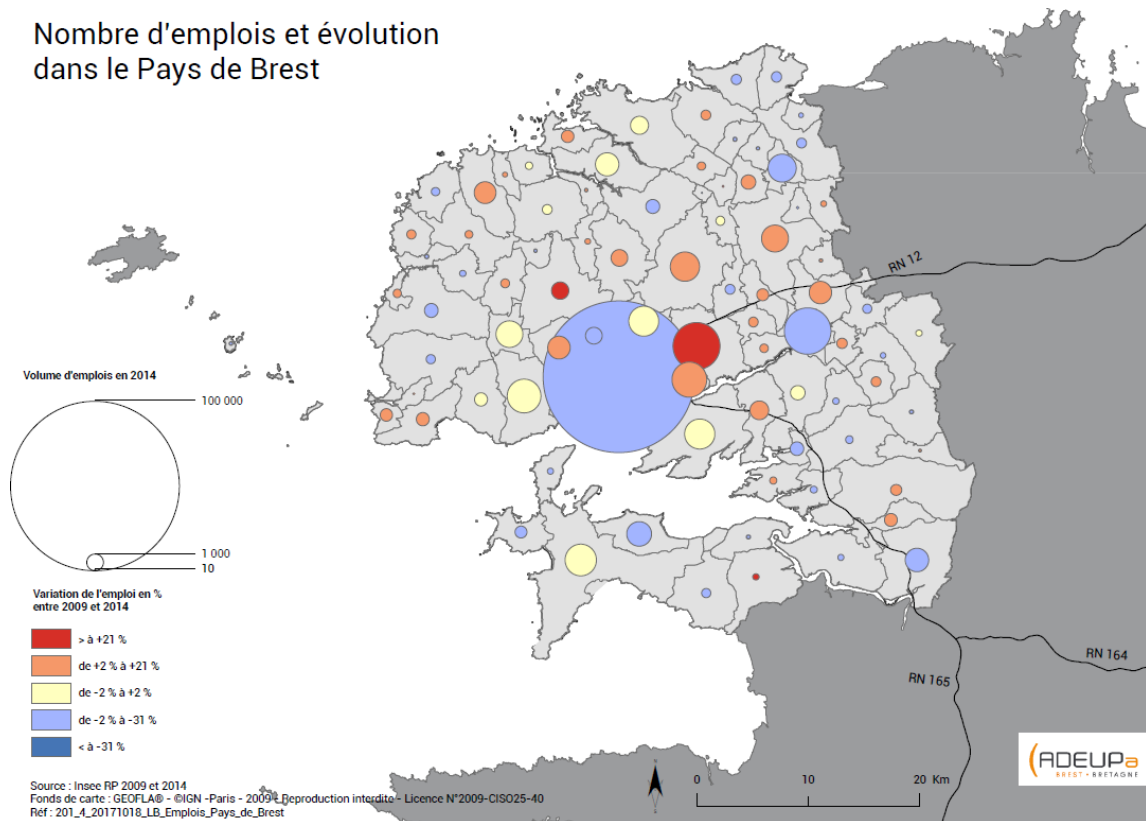 Nombre d'emplois et évolution
dans le Pays de Brest
RN 12
Volume d'emplois en 2014
100 000
1 000
10
Variation de l'emploi en %
entre 2009 et 2014
> à +21 %
de +2 % à +21 %
de -2 % à +2 %
de -2 % à -31 %
< à -31 %
RN 164
RN 165
ADEUPa
BREST • BRETAGNE
0 10 20 Km
Source : Insee RP 2009 et 2014
Fonds de carte : GEOFLA® - ©IGN -Paris - 2009 - Reproduction interdite - Licence N°2009-CISO25-40
Réf : 201_4_20171018_LB_Emplois_Pays_de_Brest